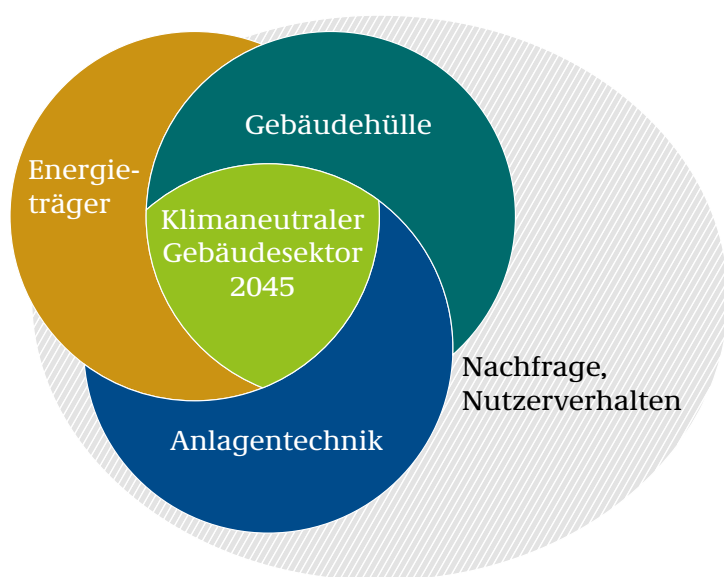 Gebäudehülle
Energie-
träger
Klimaneutraler
Gebäudesektor
2045
Nachfrage,
Nutzerverhalten
Anlagentechnik